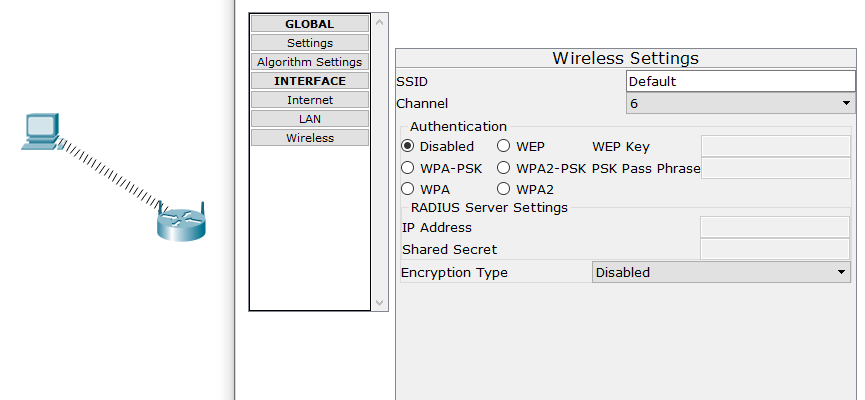 GLOBAL
Settings
Algorithm Settings
INTERFACE
Internet
LAN
Wireless
Wireless Settings
SSID Default
Channel 6
Authentication
Disabled WEP WEP Key
WPA-PSK WPA2-PSK PSK Pass Phrase
WPA WPA2
RADIUS Server Settings
IP Address
Shared Secret
Encryption Type Disabled